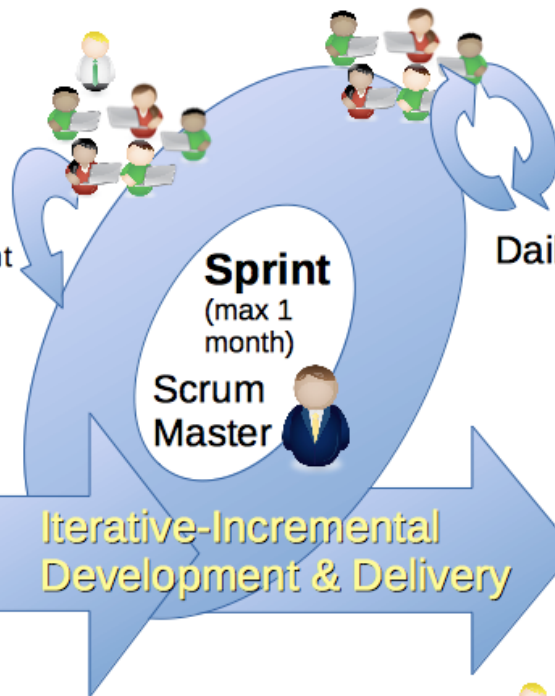 Sprint
(max 1
month)
Scrum
Master
Iterative-Incremental
Development & Delivery